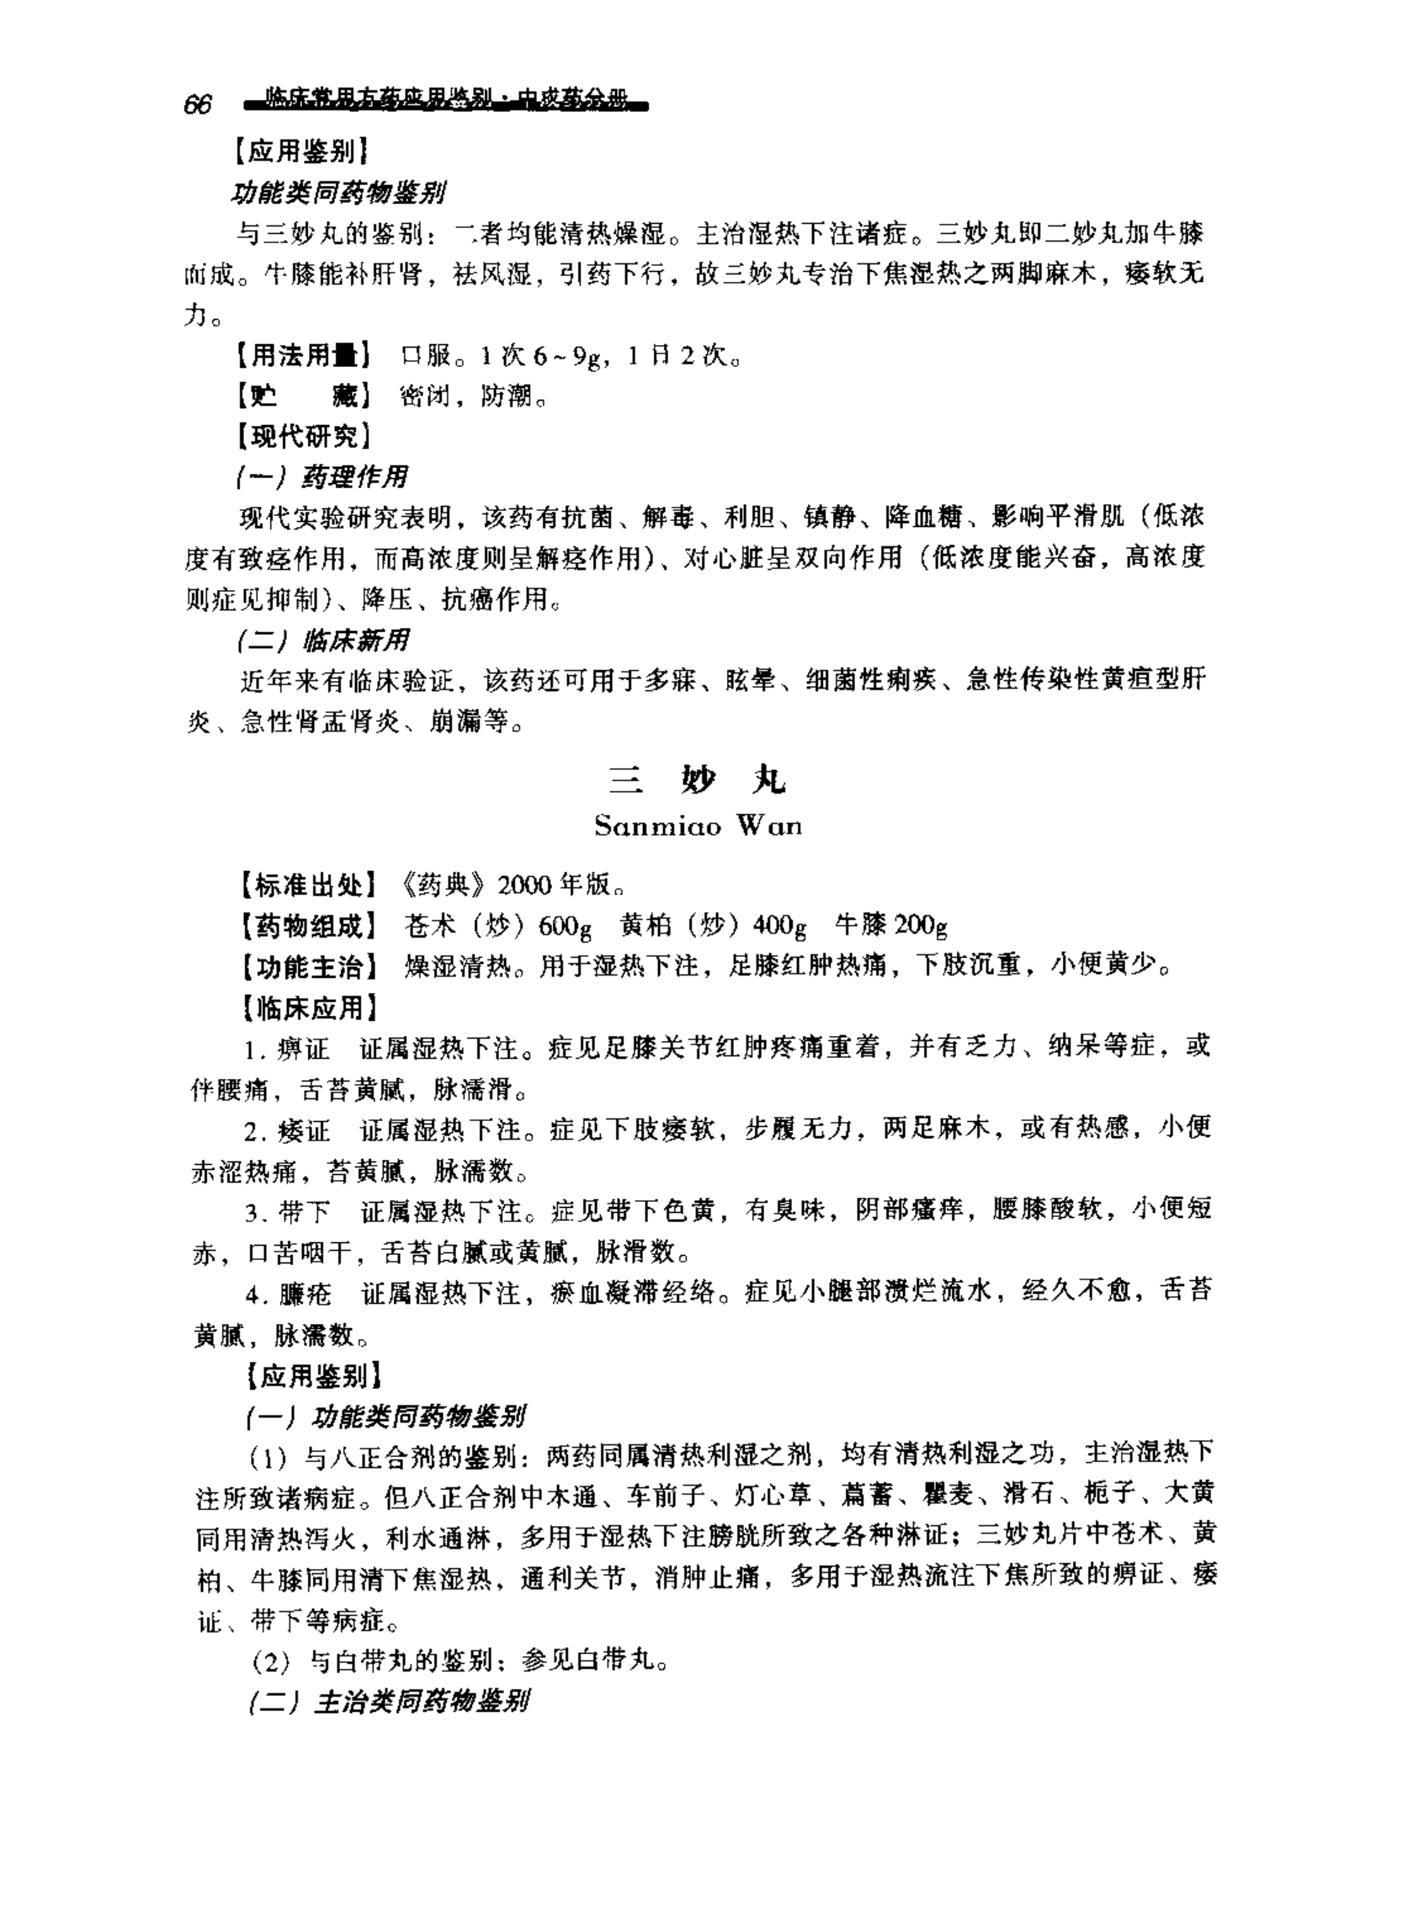 66 临床常用方药应用鉴别·中成药分册
【应用鉴别】
功能类同药物鉴别
与三妙丸的鉴别：二者均能清热燥湿。主治湿热下注诸症。三妙丸即二妙丸加牛膝
而成。牛膝能补肝肾，祛风湿，引药下行，故三妙丸专治下焦湿热之两脚麻木，痿软无
力。
【用法用量】 口服。1次6~9g，1日2次。
【贮　　藏】 密闭，防潮。
【现代研究】
(一) 药理作用
现代实验研究表明，该药有抗菌、解毒、利胆、镇静、降血糖、影响平滑肌（低浓
度有致痉作用，而高浓度则呈解痉作用）、对心脏呈双向作用（低浓度能兴奋，高浓度
则症见抑制）、降压、抗癌作用。
(二) 临床新用
近年来有临床验证，该药还可用于多寐、眩晕、细菌性痢疾、急性传染性黄疸型肝
炎、急性肾盂肾炎、崩漏等。
三 妙 丸
Sanmiao Wan
【标准出处】《药典》2000年版。
【药物组成】 苍术（炒）600g　黄柏（炒）400g　牛膝200g
【功能主治】 燥湿清热。用于湿热下注，足膝红肿热痛，下肢沉重，小便黄少。
【临床应用】
1. 痹证　证属湿热下注。症见足膝关节红肿疼痛重着，并有乏力、纳呆等症，或
伴腰痛，舌苔黄腻，脉濡滑。
2. 痿证　证属湿热下注。症见下肢痿软，步履无力，两足麻木，或有热感，小便
赤涩热痛，苔黄腻，脉濡数。
3. 带下　证属湿热下注。症见带下色黄，有臭味，阴部瘙痒，腰膝酸软，小便短
赤，口苦咽干，舌苔白腻或黄腻，脉滑数。
4. 臁疮　证属湿热下注，瘀血凝滞经络。症见小腿部溃烂流水，经久不愈，舌苔
黄腻，脉濡数。
【应用鉴别】
(一) 功能类同药物鉴别
（1）与八正合剂的鉴别：两药同属清热利湿之剂，均有清热利湿之功，主治湿热下
注所致诸病症。但八正合剂中木通、车前子、灯心草、萹蓄、瞿麦、滑石、栀子、大黄
同用清热泻火，利水通淋，多用于湿热下注膀胱所致之各种淋证；三妙丸片中苍术、黄
柏、牛膝同用清下焦湿热，通利关节，消肿止痛，多用于湿热流注下焦所致的痹证、痿
证、带下等病症。
（2）与白带丸的鉴别：参见白带丸。
(二) 主治类同药物鉴别